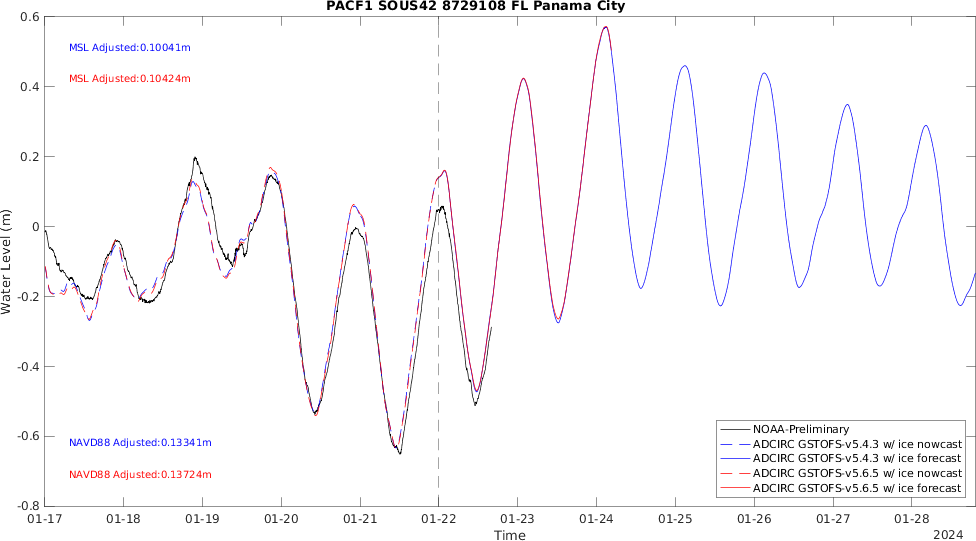 PACF1 SOUS42 8729108 FL Panama City
MSL Adjusted:0.10041m
MSL Adjusted:0.10424m
NAVD88 Adjusted:0.13341m
NAVD88 Adjusted:0.13724m
Water Level (m)
0.6
0.4
0.2
0
-0.2
-0.4
-0.6
-0.8
NOAA-Preliminary
ADCIRC GSTOFS-v5.4.3 w/ ice nowcast
ADCIRC GSTOFS-v5.4.3 w/ ice forecast
ADCIRC GSTOFS-v5.6.5 w/ ice nowcast
ADCIRC GSTOFS-v5.6.5 w/ ice forecast
01-17 01-18 01-19 01-20 01-21 01-22 01-23 01-24 01-25 01-26 01-27 01-28
Time
2024